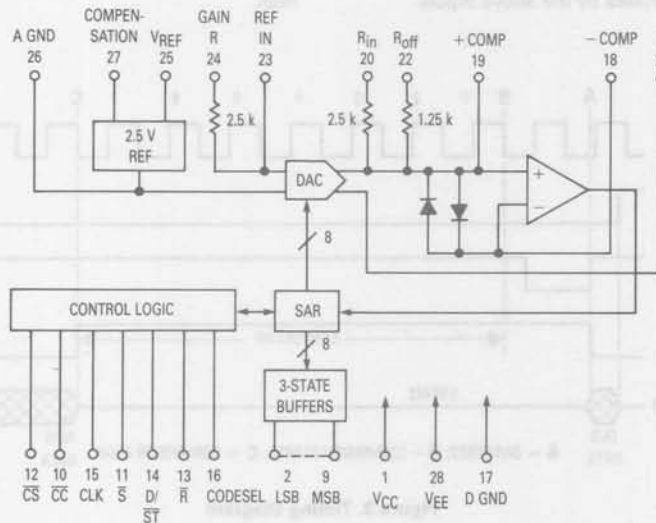 A GND
26
COMPEN-
SATION
27
VREF
25
GAIN
R
24
REF
IN
23
Rin
20
Roff
22
+COMP
19
−COMP
18
2.5 k
2.5 k
1.25 k
2.5 V
REF
DAC
+
−
8
CONTROL LOGIC
SAR
8
3-STATE
BUFFERS
12
C̅S̅
10
C̅C̅
15
CLK
11
S̅
14
D/
S̅T̅
13
R̅
16
CODESEL
2
LSB
9
MSB
1
VCC
28
VEE
17
D GND